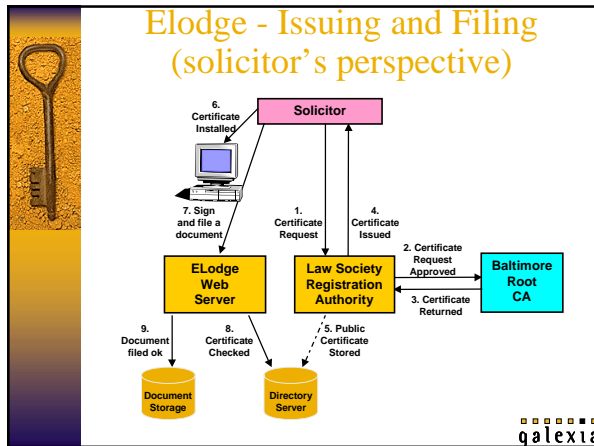 Elodge - Issuing and Filing
(solicitor's perspective)
6.
Certificate
Installed
Solicitor
7. Sign
and file a
document
1.
Certificate
Request
4.
Certificate
Issued
2. Certificate
Request
Approved
3. Certificate
Returned
ELodge
Web
Server
Law Society
Registration
Authority
Baltimore
Root
CA
9.
Document
filed ok
8.
Certificate
Checked
5. Public
Certificate
Stored
Document
Storage
Directory
Server
galexia